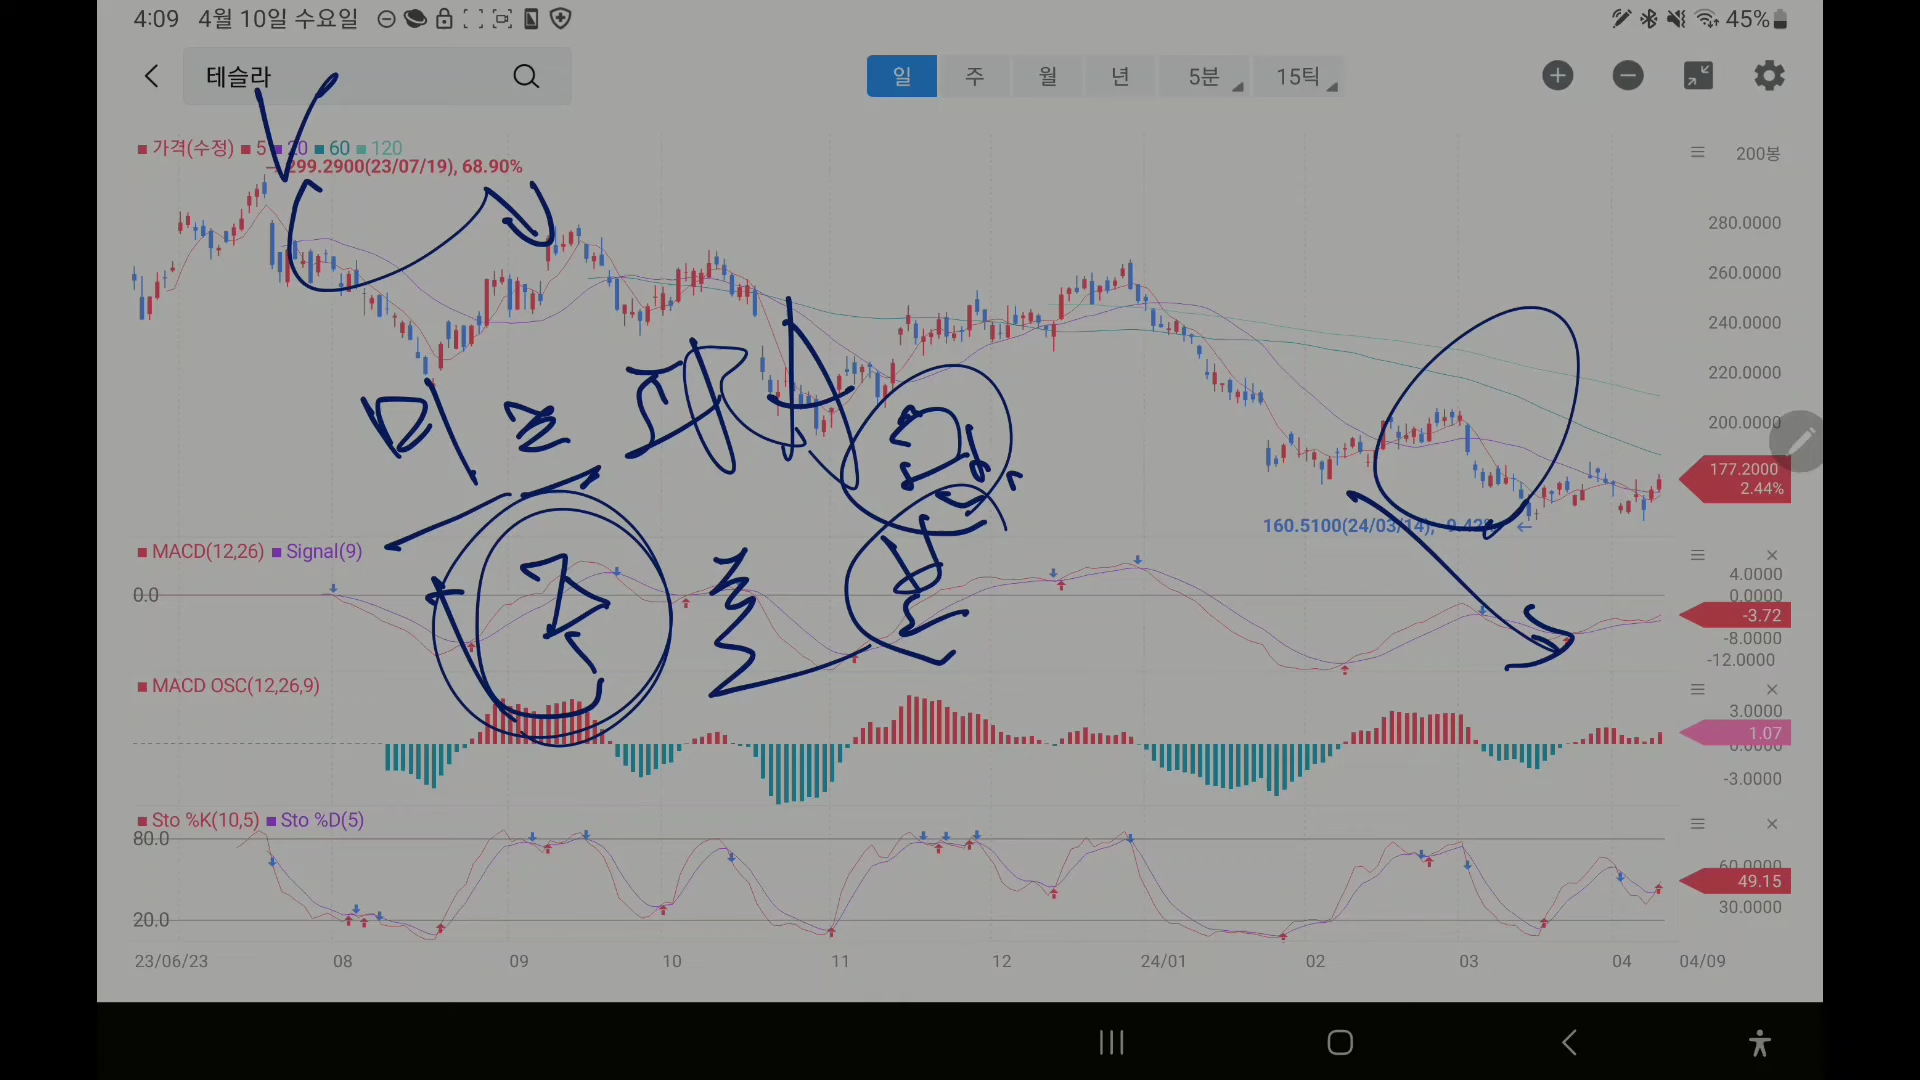 4:09 4월 10일 수요일
45%
테슬라
일 주 월 년 5분 15틱
가격(수정) 5 20 60 120
299.2900(23/07/19), 68.90%
200봉
280.0000
260.0000
240.0000
220.0000
200.0000
177.2000
2.44%
160.5100(24/03/14), -9.42%
MACD(12,26) Signal(9)
4.0000
0.0
0.0000
-3.72
-8.0000
-12.0000
MACD OSC(12,26,9)
3.0000
1.07
0.0000
-3.0000
Sto %K(10,5) Sto %D(5)
80.0
60.0000
49.15
20.0
30.0000
23/06/23 08 09 10 11 12 24/01 02 03 04 04/09